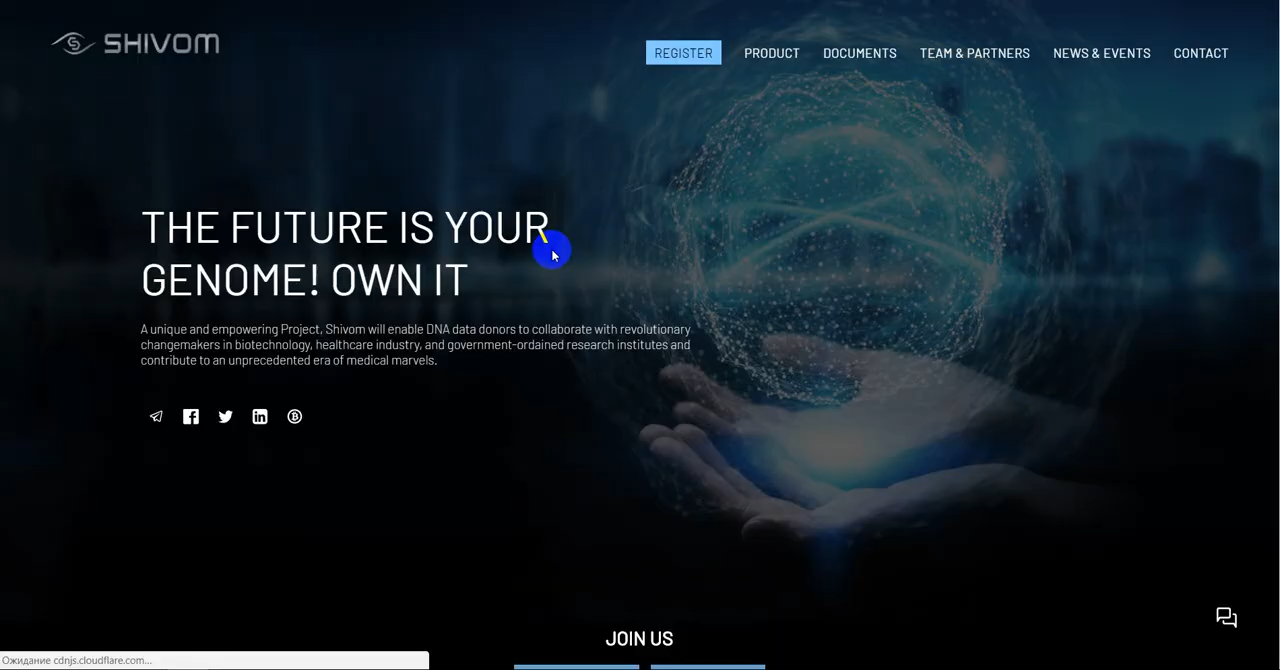 SHIVOM
REGISTER
PRODUCT
DOCUMENTS
TEAM & PARTNERS
NEWS & EVENTS
CONTACT
THE FUTURE IS YOUR
GENOME! OWN IT
A unique and empowering Project, Shivom will enable DNA data donors to collaborate with revolutionary
changemakers in biotechnology, healthcare industry, and government-ordained research institutes and
contribute to an unprecedented era of medical marvels.
JOIN US
Ожидание cdnjs.cloudflare.com...